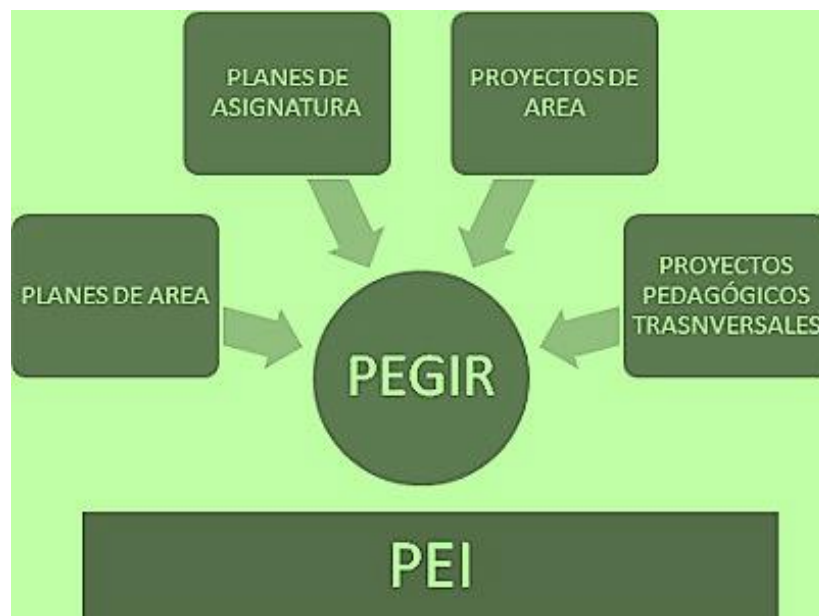 PLANES DE
ASIGNATURA
PROYECTOS DE
AREA
PLANES DE AREA
PROYECTOS
PEDAGÓGICOS
TRASNVERSALES
PEGIR
PEI